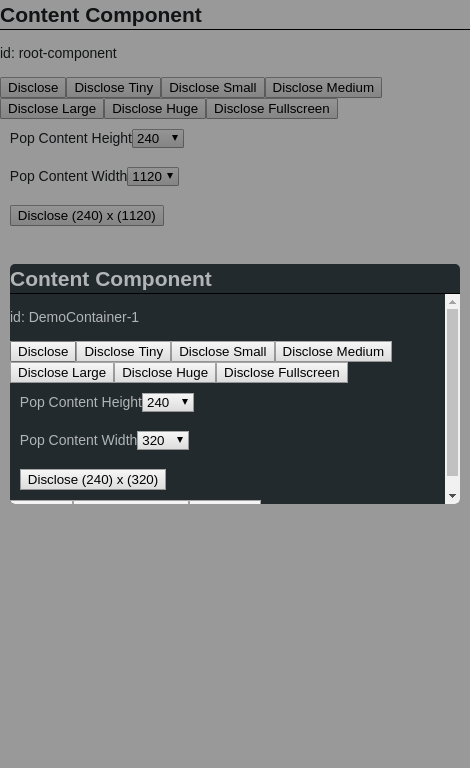 Content Component
id: root-component
Disclose Disclose Tiny Disclose Small Disclose Medium
Disclose Large Disclose Huge Disclose Fullscreen
Pop Content Height 240
Pop Content Width 1120
Disclose (240) x (1120)
Content Component
id: DemoContainer-1
Disclose Disclose Tiny Disclose Small Disclose Medium
Disclose Large Disclose Huge Disclose Fullscreen
Pop Content Height 240
Pop Content Width 320
Disclose (240) x (320)